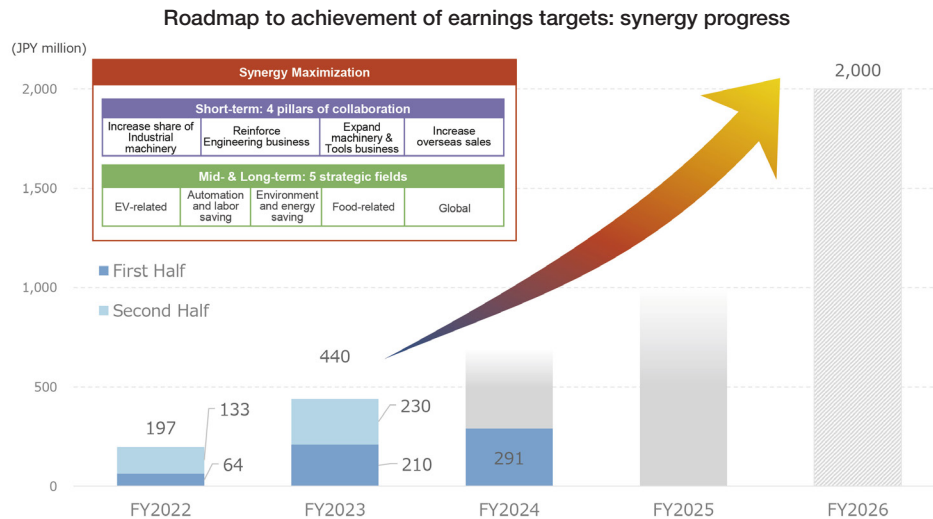 Roadmap to achievement of earnings targets: synergy progress
(JPY million)
Synergy Maximization
Short-term: 4 pillars of collaboration
Increase share of
Industrial
machinery
Reinforce
Engineering business
Expand
machinery &
Tools business
Increase
overseas sales
Mid- & Long-term: 5 strategic fields
EV-related
Automation
and labor
saving
Environment
and energy
saving
Food-related
Global
First Half
Second Half
2,000
1,500
1,000
500
0
197
133
64
440
230
210
291
2,000
FY2022
FY2023
FY2024
FY2025
FY2026